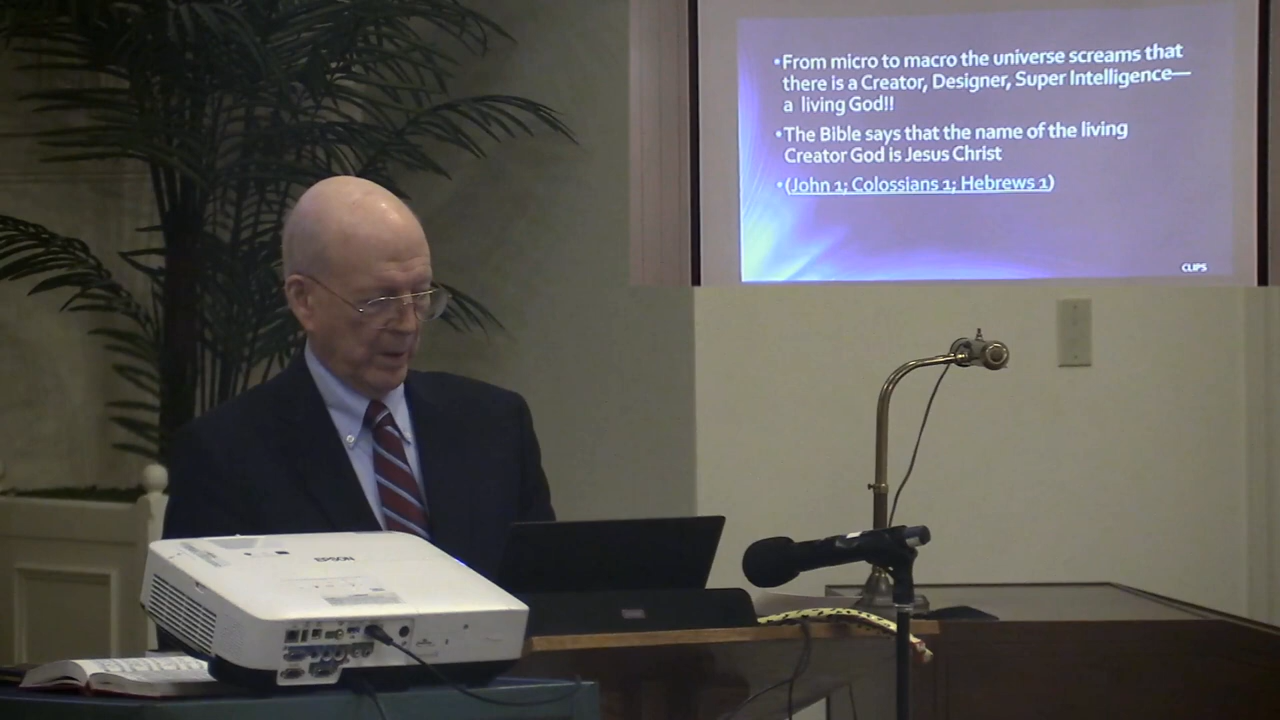 •From micro to macro the universe screams that
there is a Creator, Designer, Super Intelligence—
a living God!!
•The Bible says that the name of the living
Creator God is Jesus Christ
•(John 1; Colossians 1; Hebrews 1)
CLIPS
EPSON